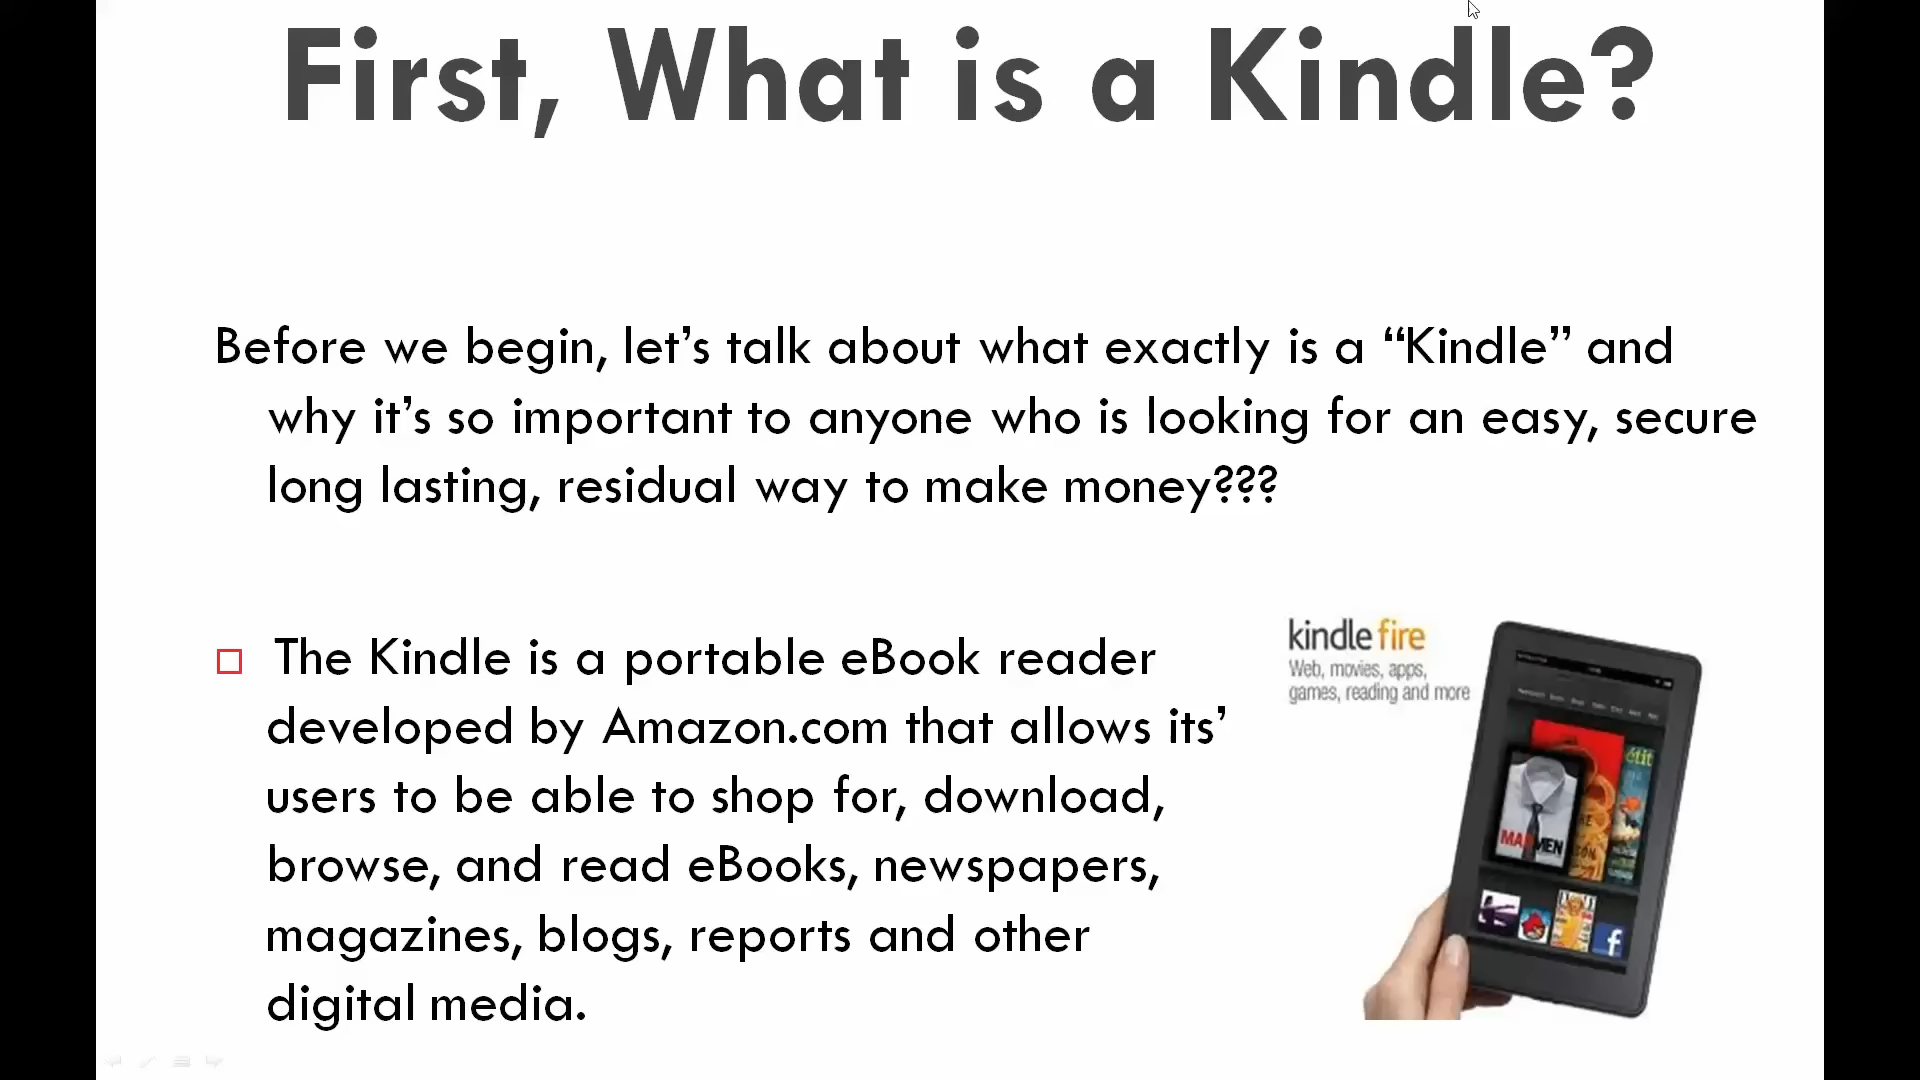 First, What is a Kindle?
Before we begin, let’s talk about what exactly is a “Kindle” and
why it’s so important to anyone who is looking for an easy, secure
long lasting, residual way to make money???
The Kindle is a portable eBook reader
developed by Amazon.com that allows its’
users to be able to shop for, download,
browse, and read eBooks, newspapers,
magazines, blogs, reports and other
digital media.
kindle fire
Web, movies, apps,
games, reading and more
MAD MEN